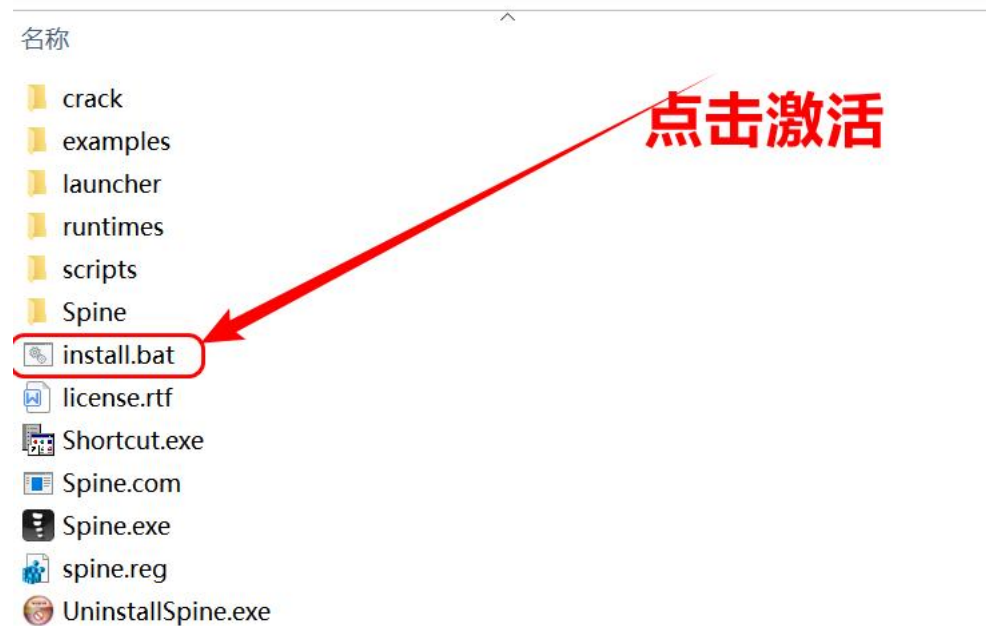 名称
crack
点击激活
examples
launcher
runtimes
scripts
Spine
install.bat
license.rtf
Shortcut.exe
Spine.com
Spine.exe
spine.reg
UninstallSpine.exe